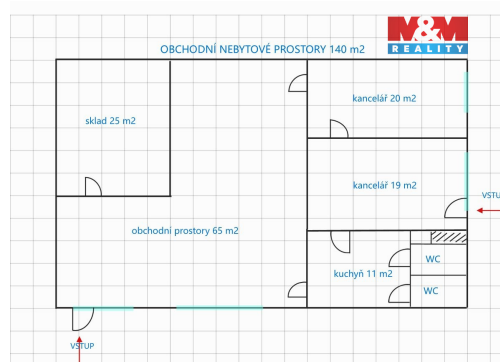 M&M
REALITY
OBCHODNÍ NEBYTOVÉ PROSTORY 140 m2
kancelář 20 m2
sklad 25 m2
kancelář 19 m2
VSTU
obchodní prostory 65 m2
WC
kuchyň 11 m2
WC
VSTUP